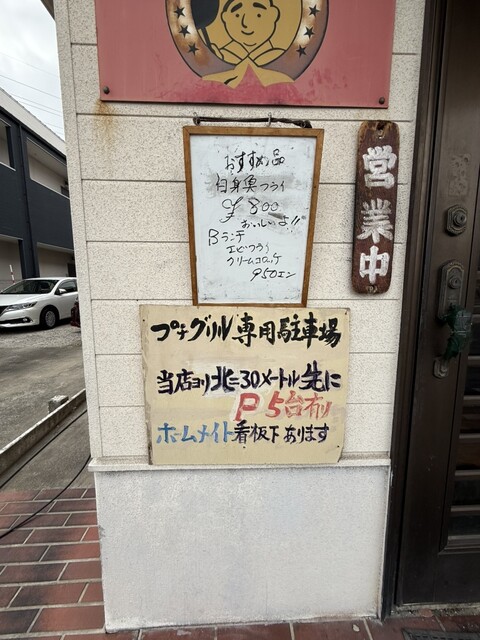 おすすめ品
白身魚フライ
¥800
おいしいよ!!
Bランチ
エビフライ
クリームコロッケ
950エン
営業中
プチグリル専用駐車場
当店ヨリ北ニ30メートル先に
P5台有り
ホームメイト看板下あります